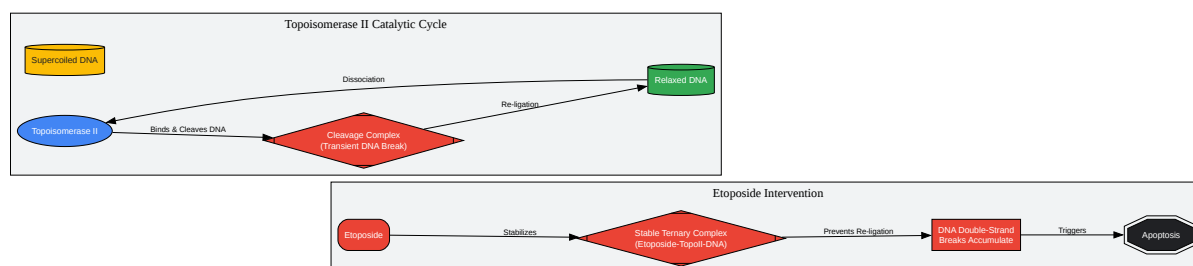 Topoisomerase II Catalytic Cycle
Supercoiled DNA
Dissociation
Relaxed DNA
Re-ligation
Topoisomerase II
Binds & Cleaves DNA
Cleavage Complex
(Transient DNA Break)
Etoposide Intervention
Etoposide
Stabilizes
Stable Ternary Complex
(Etoposide-TopoII-DNA)
Prevents Re-ligation
DNA Double-Strand
Breaks Accumulate
Triggers
Apoptosis